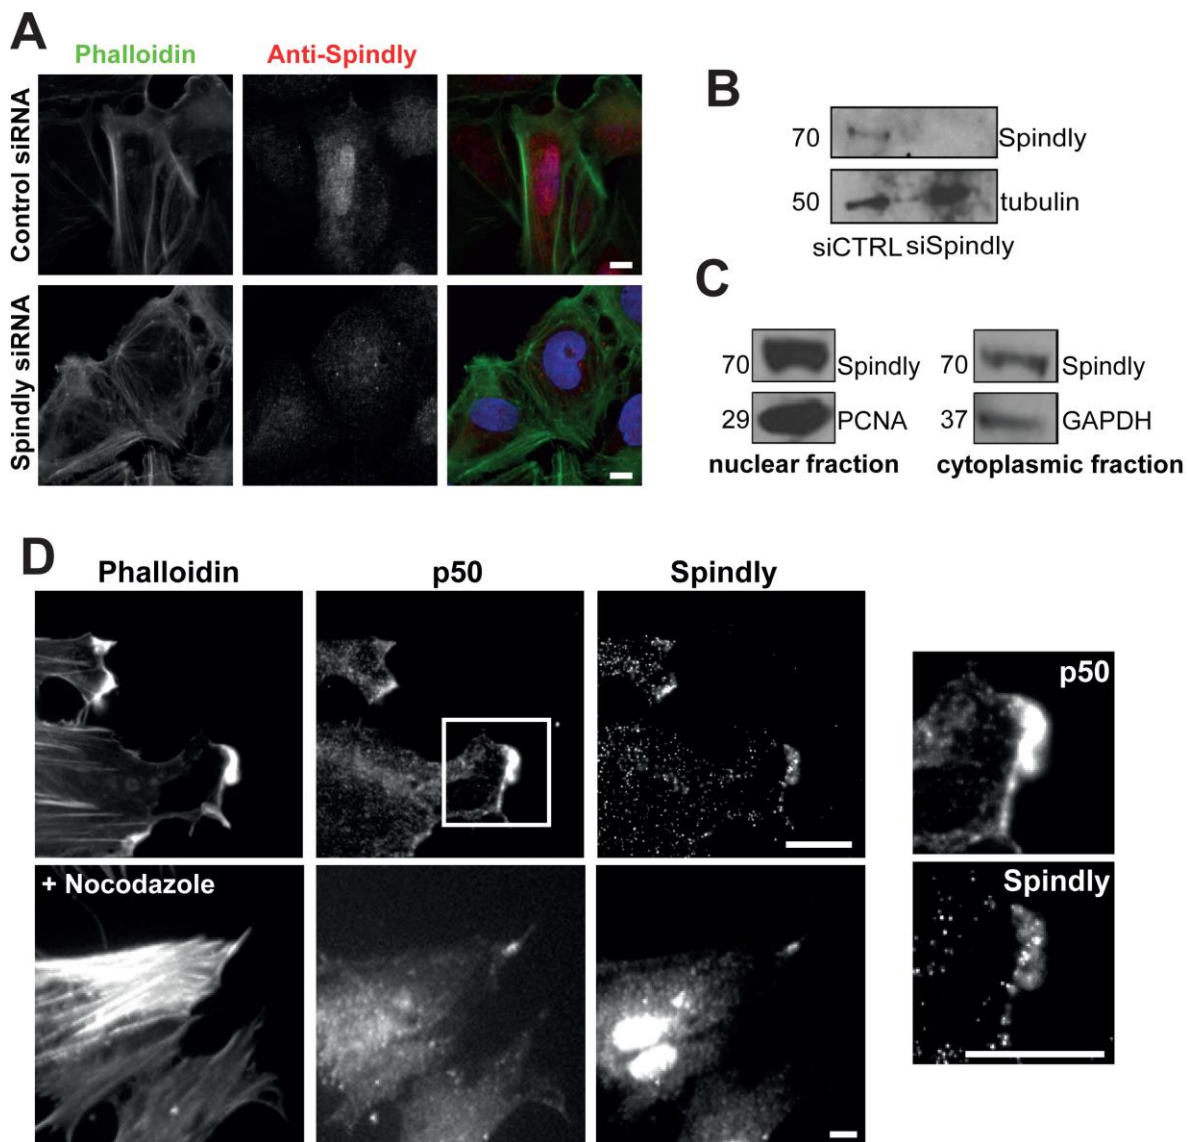 A
Phalloidin
Anti-Spindly
Control siRNA
Spindly siRNA
B
70
Spindly
50
tubulin
siCTRL siSpindly
C
70
Spindly
29
PCNA
nuclear fraction
70
Spindly
37
GAPDH
cytoplasmic fraction
D
Phalloidin
p50
Spindly
+ Nocodazole
p50
Spindly